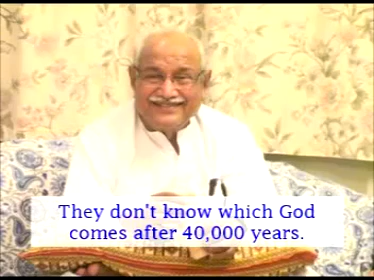 They don't know which God
comes after 40,000 years.